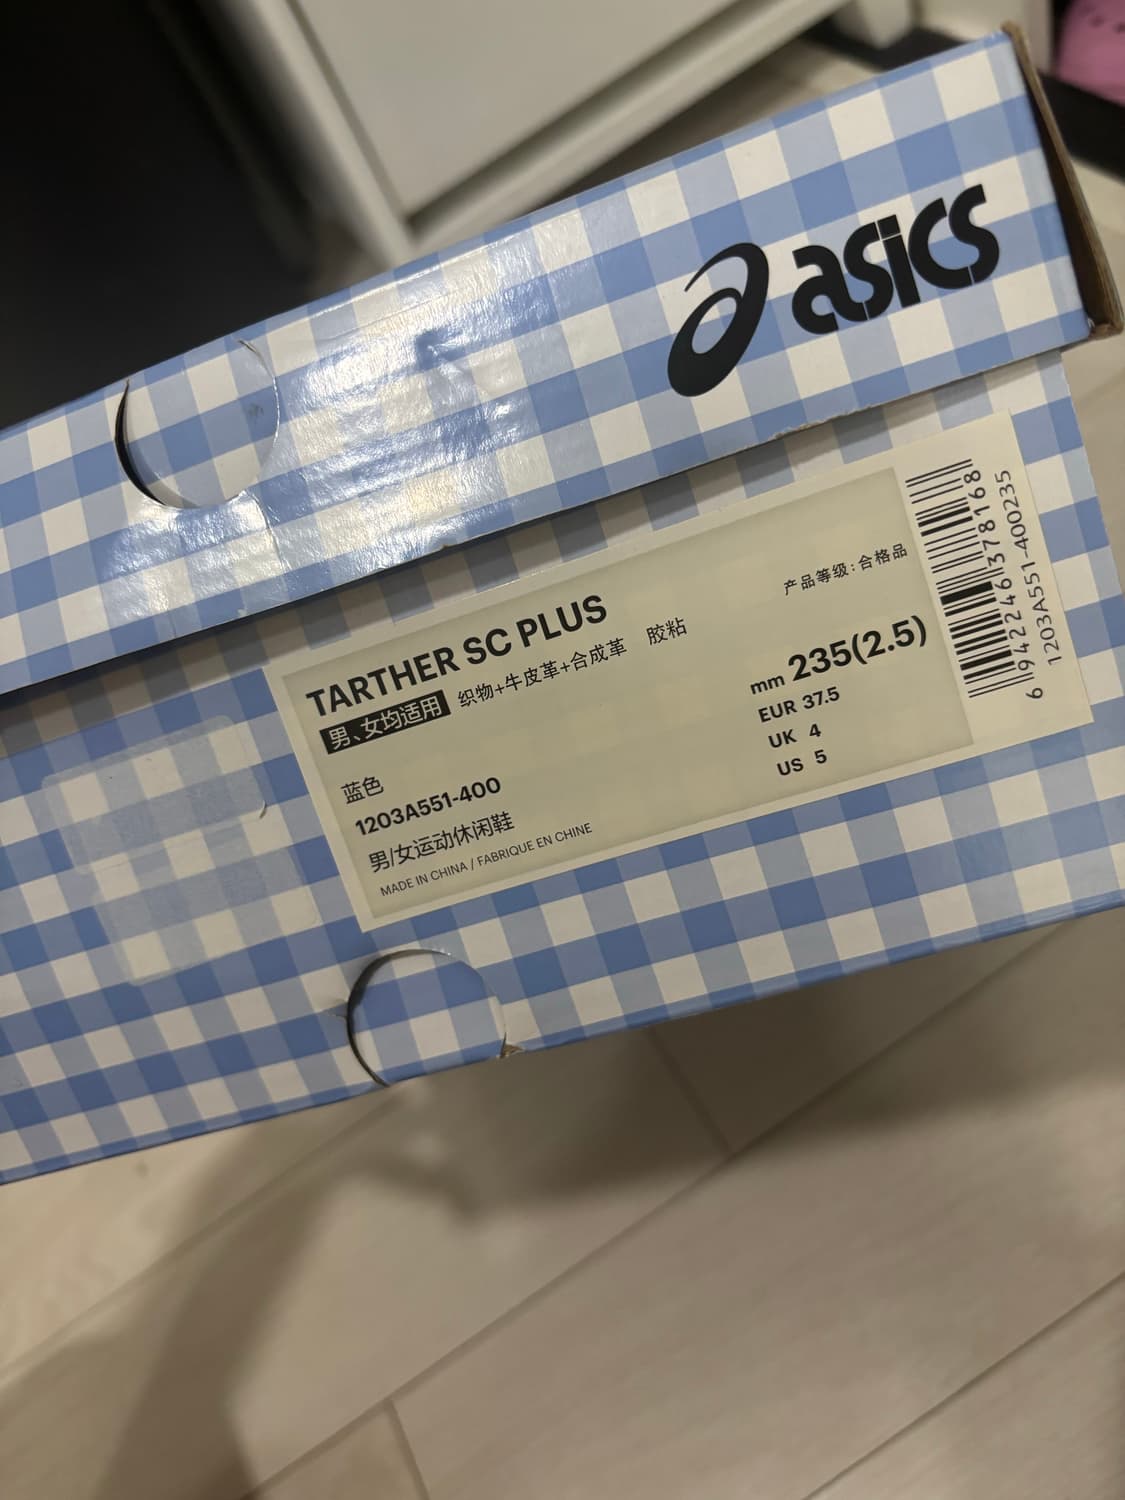 asics
TARTHER SC PLUS
男、女均适用 织物+牛皮革+合成革 胶粘
蓝色
1203A551-400
男/女运动休闲鞋
MADE IN CHINA / FABRIQUE EN CHINE
产品等级:合格品
mm 235(2.5)
EUR 37.5
UK 4
US 5
6 942246 378168
1203A551-400235